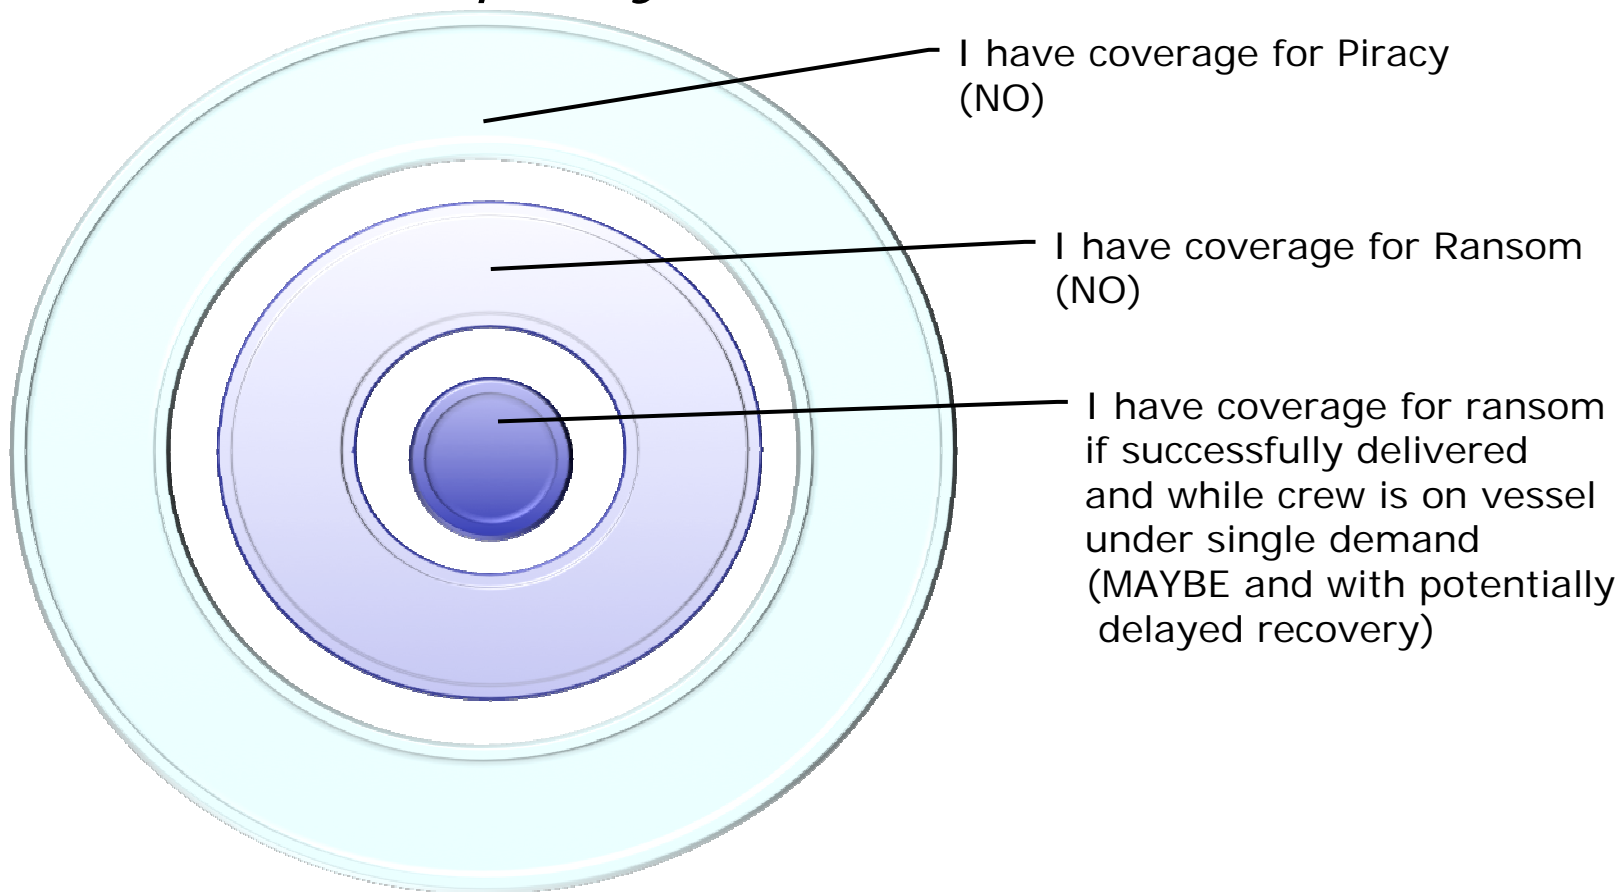 I have coverage for Piracy
(NO)
I have coverage for Ransom
(NO)
I have coverage for ransom
if successfully delivered
and while crew is on vessel
under single demand
(MAYBE and with potentially
delayed recovery)